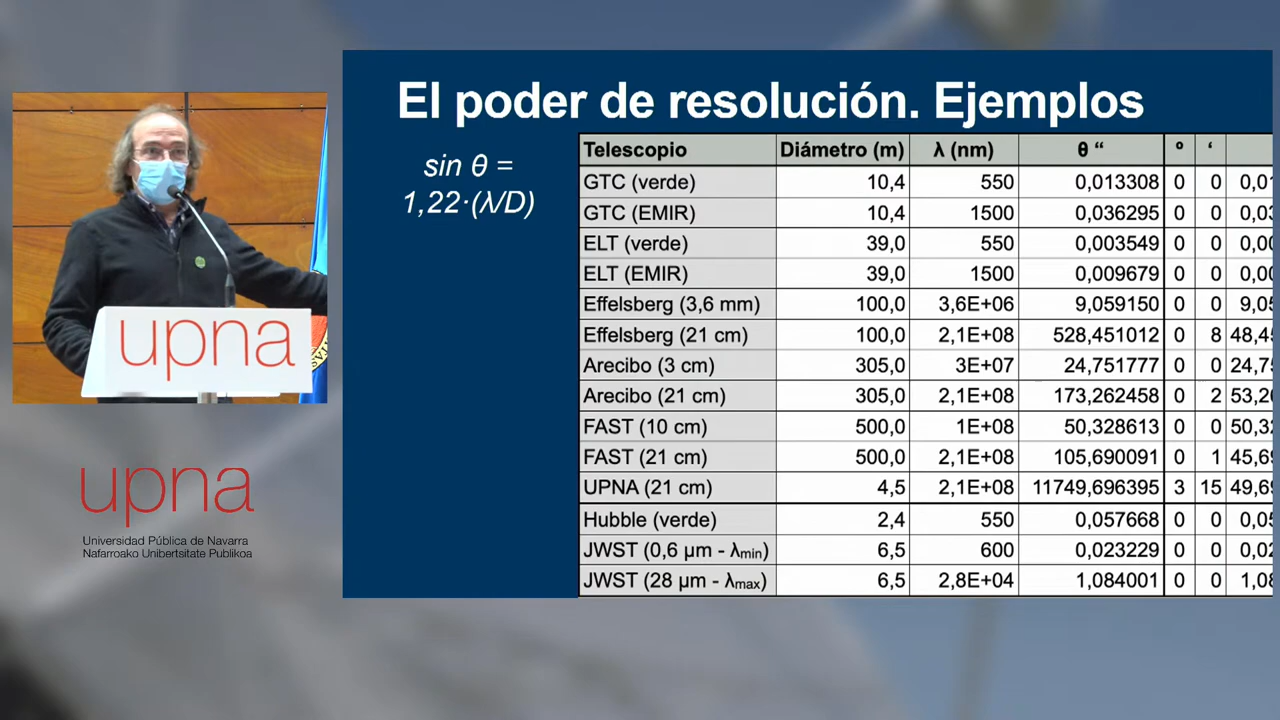 El poder de resolución. Ejemplos
sin θ =
1,22·(λ/D)
Telescopio Diámetro (m) λ (nm) θ “ º ‘
GTC (verde) 10,4 550 0,013308 0 0 0,01
GTC (EMIR) 10,4 1500 0,036295 0 0 0,03
ELT (verde) 39,0 550 0,003549 0 0 0,00
ELT (EMIR) 39,0 1500 0,009679 0 0 0,00
Effelsberg (3,6 mm) 100,0 3,6E+06 9,059150 0 0 9,05
Effelsberg (21 cm) 100,0 2,1E+08 528,451012 0 8 48,45
Arecibo (3 cm) 305,0 3E+07 24,751777 0 0 24,75
Arecibo (21 cm) 305,0 2,1E+08 173,262458 0 2 53,26
FAST (10 cm) 500,0 1E+08 50,328613 0 0 50,32
FAST (21 cm) 500,0 2,1E+08 105,690091 0 1 45,69
UPNA (21 cm) 4,5 2,1E+08 11749,696395 3 15 49,69
Hubble (verde) 2,4 550 0,057668 0 0 0,05
JWST (0,6 µm - λmin) 6,5 600 0,023229 0 0 0,02
JWST (28 µm - λmax) 6,5 2,8E+04 1,084001 0 0 1,08
upna
upna
Universidad Pública de Navarra
Nafarroako Unibertsitate Publikoa